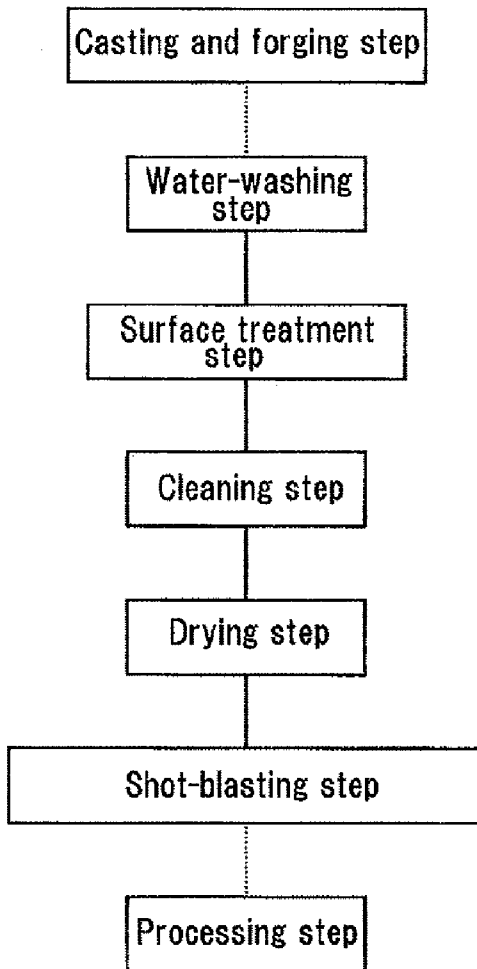 Casting and forging step
Water-washing
step
Surface treatment
step
Cleaning step
Drying step
Shot-blasting step
Processing step